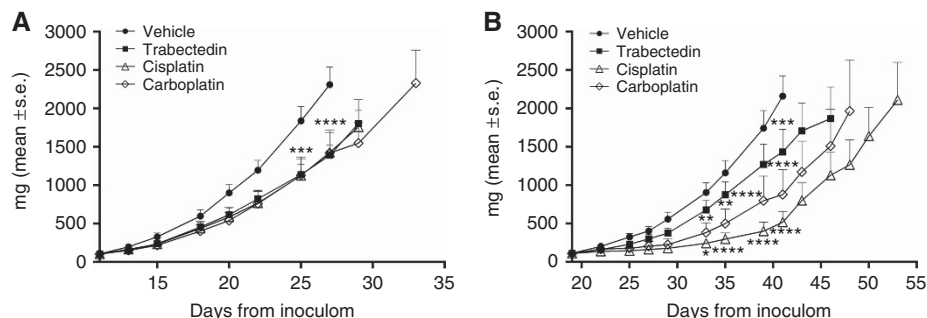 A
Vehicle
Trabectedin
Cisplatin
Carboplatin
mg (mean ±s.e.)
3000
2500
2000
1500
1000
500
0
***
****
15
20
25
30
35
Days from inoculom
B
Vehicle
Trabectedin
Cisplatin
Carboplatin
mg (mean ±s.e.)
3000
2500
2000
1500
1000
500
0
***
****
****
**
**
****
****
*
****
20
25
30
35
40
45
50
55
Days from inoculom